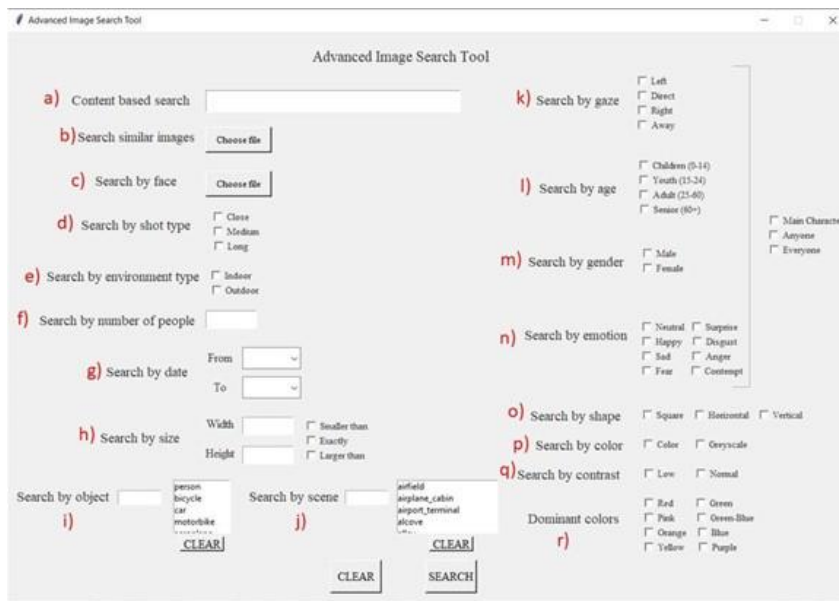 Advanced Image Search Tool
Advanced Image Search Tool
a) Content based search
b) Search similar images Choose file
c) Search by face Choose file
d) Search by shot type
Close
Medium
Long
e) Search by environment type
Indoor
Outdoor
f) Search by number of people
g) Search by date
From
To
h) Search by size
Width
Height
Smaller than
Exactly
Larger than
Search by object
i)
person
bicycle
car
motorbike
CLEAR
Search by scene
j)
airfield
airplane_cabin
airport_terminal
alcove
CLEAR
CLEAR SEARCH
k) Search by gaze
Left
Direct
Right
Away
l) Search by age
Children (0-14)
Youth (15-24)
Adult (25-60)
Senior (60+)
m) Search by gender
Male
Female
n) Search by emotion
Neutral Surprise
Happy Disgust
Sad Anger
Fear Contempt
Main Characte
Anyone
Everyone
o) Search by shape Square Horizontal Vertical
p) Search by color Color Greyscale
q) Search by contrast Low Normal
Dominant colors
r)
Red Green
Pink Green-Blue
Orange Blue
Yellow Purple